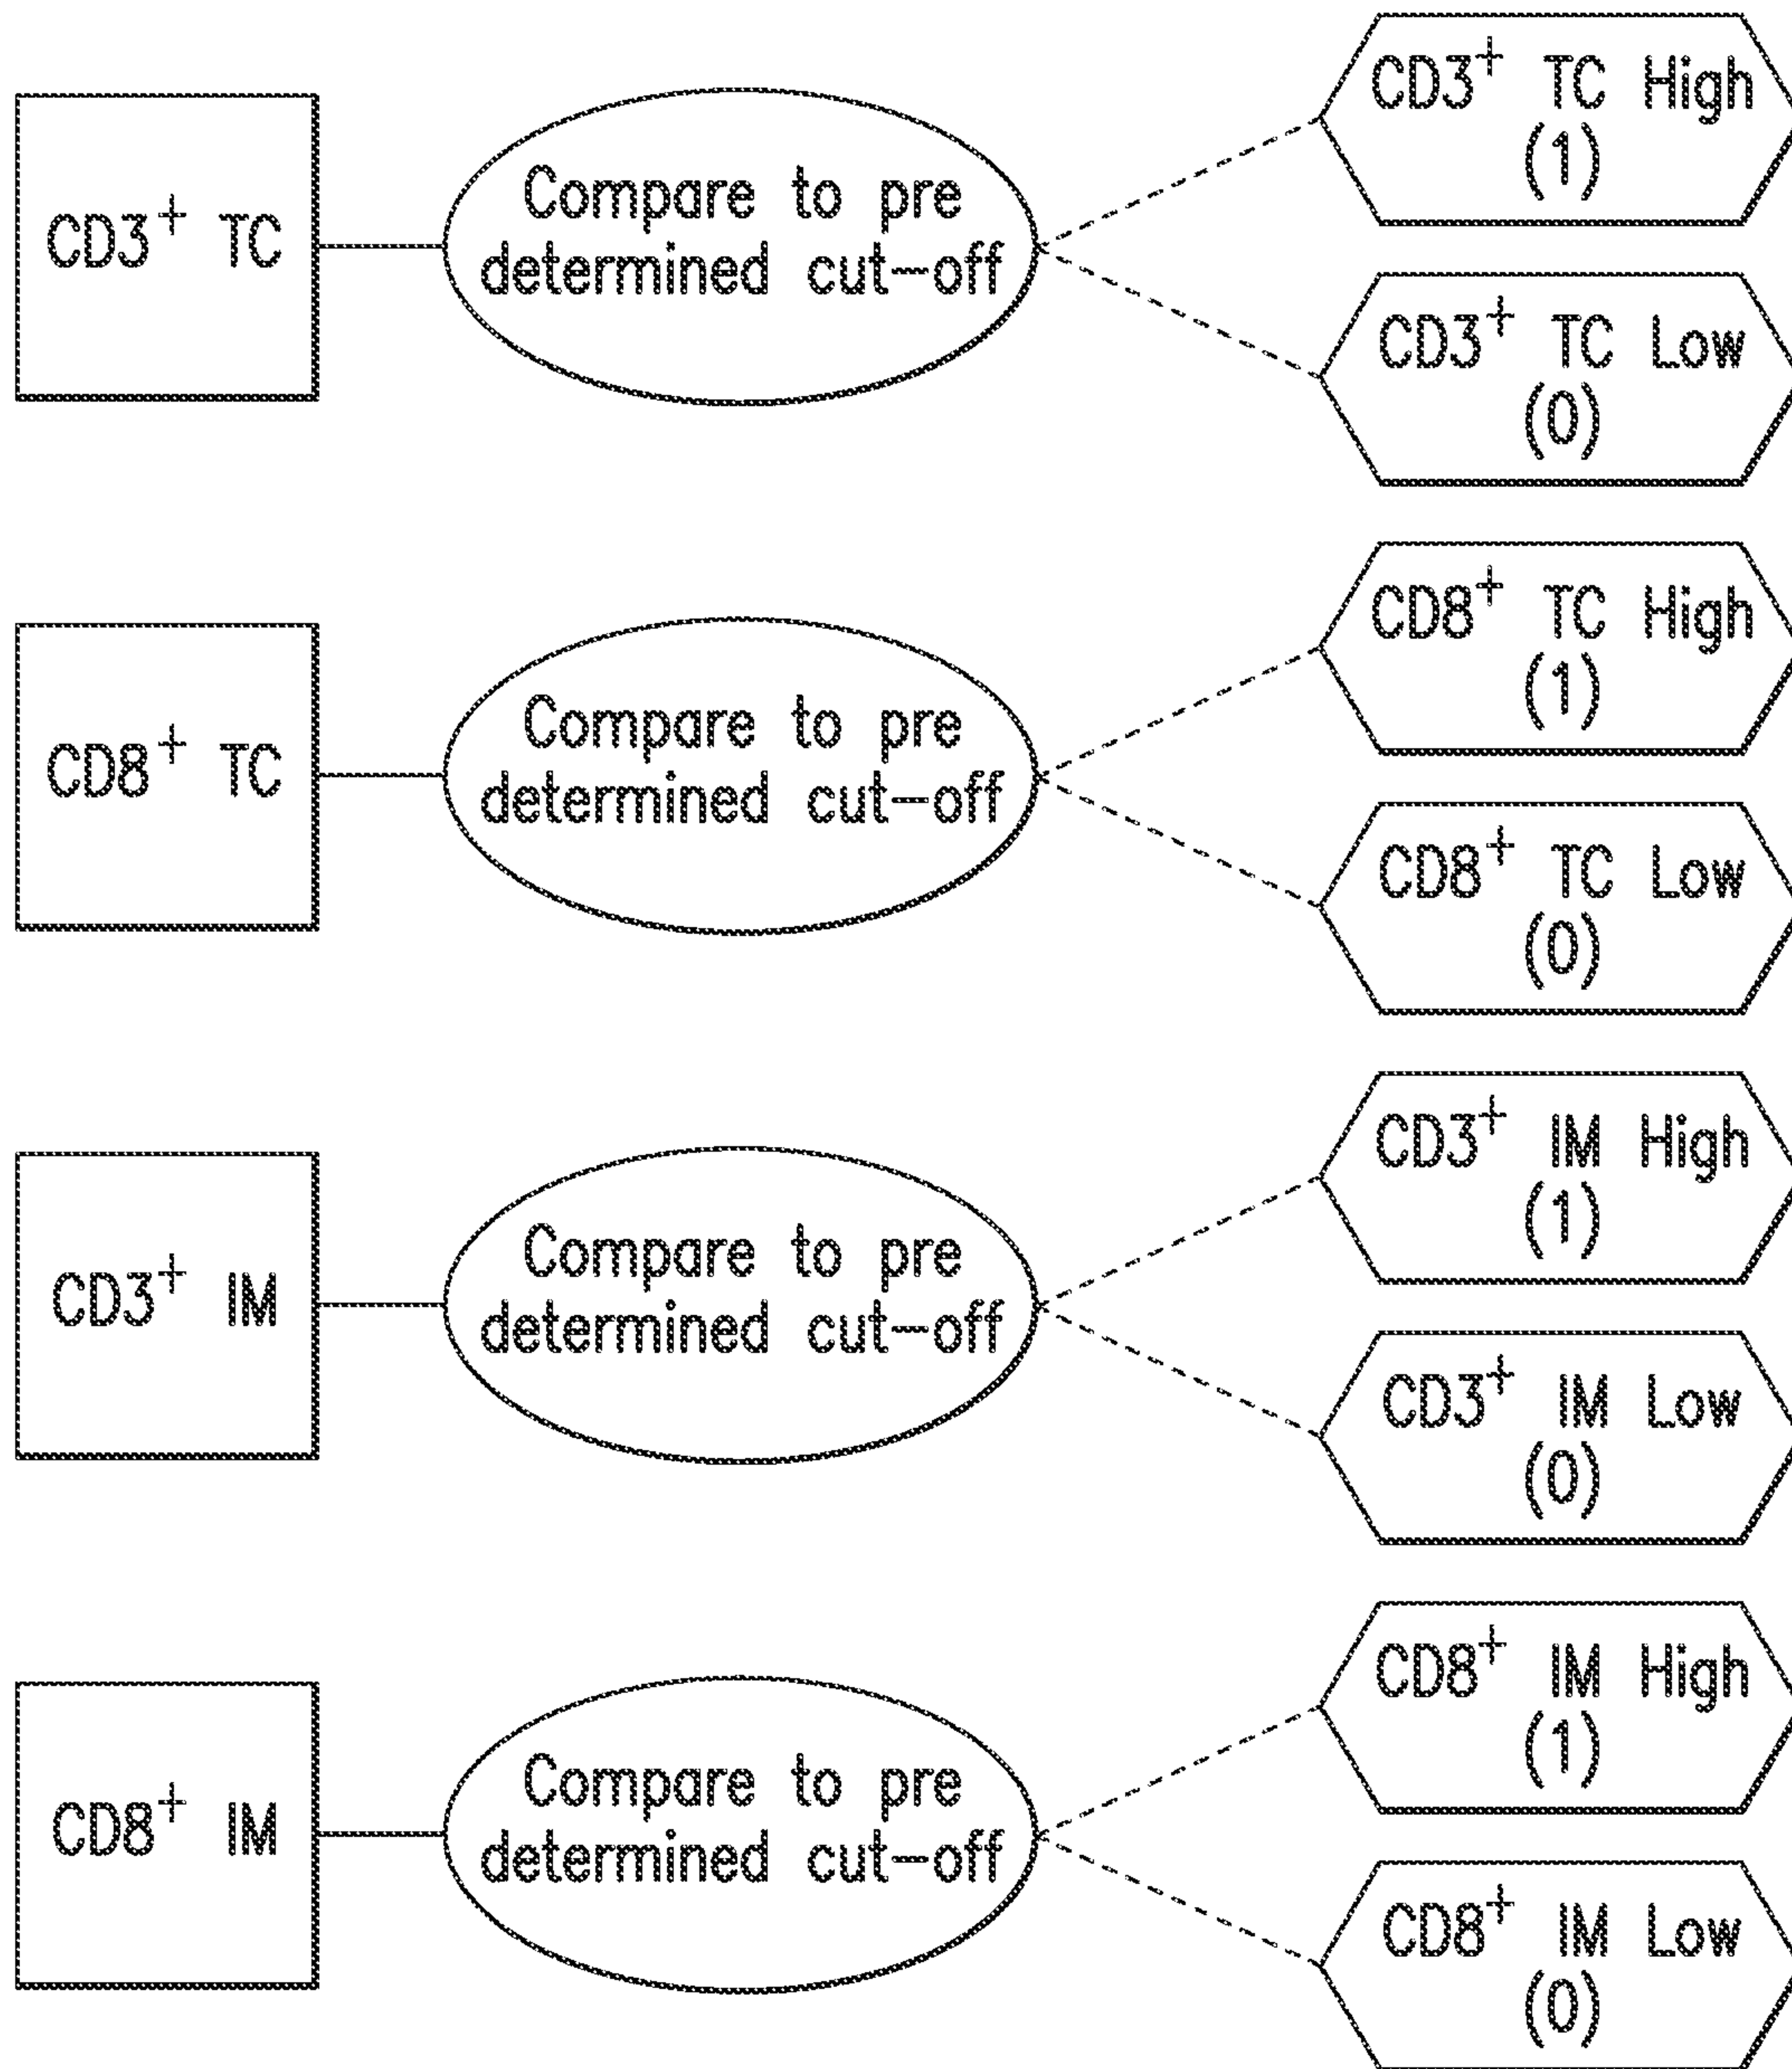 CD3⁺ TC
Compare to pre
determined cut-off
CD3⁺ TC High
(1)
CD3⁺ TC Low
(0)
CD8⁺ TC
Compare to pre
determined cut-off
CD8⁺ TC High
(1)
CD8⁺ TC Low
(0)
CD3⁺ IM
Compare to pre
determined cut-off
CD3⁺ IM High
(1)
CD3⁺ IM Low
(0)
CD8⁺ IM
Compare to pre
determined cut-off
CD8⁺ IM High
(1)
CD8⁺ IM Low
(0)